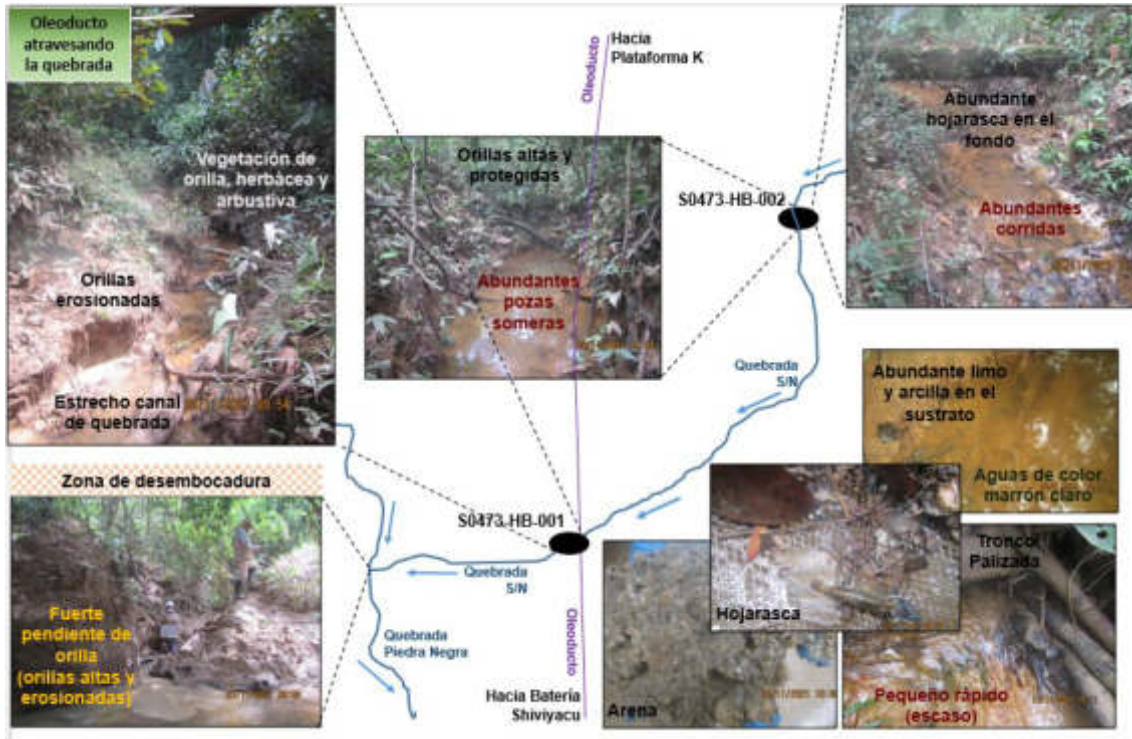 Oleoducto
atravesando
la quebrada
Vegetación de
orilla, herbácea y
arbustiva
Orillas
erosionadas
Estrecho canal
de quebrada
Orillas altas y
protegidas
Abundantes
pozas
someras
Oleoducto
Hacia
Plataforma K
S0473-HB-002
Abundante
hojarasca en el
fondo
Abundantes
corridas
Quebrada
S/N
Abundante limo
y arcilla en el
sustrato
Aguas de color
marrón claro
Zona de desembocadura
Fuerte
pendiente de
orilla
(orillas altas y
erosionadas)
S0473-HB-001
Quebrada
S/N
Quebrada
Piedra Negra
Oleoducto
Hacia Batería
Shiviyacu
Hojarasca
Arena
Tronco/
Palizada
Pequeño rápido
(escaso)